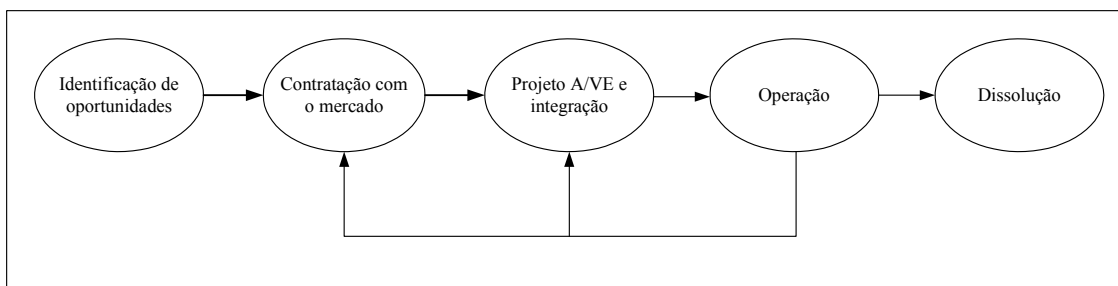 Identificação de
oportunidades
Contratação com
o mercado
Projeto A/VE e
integração
Operação
Dissolução